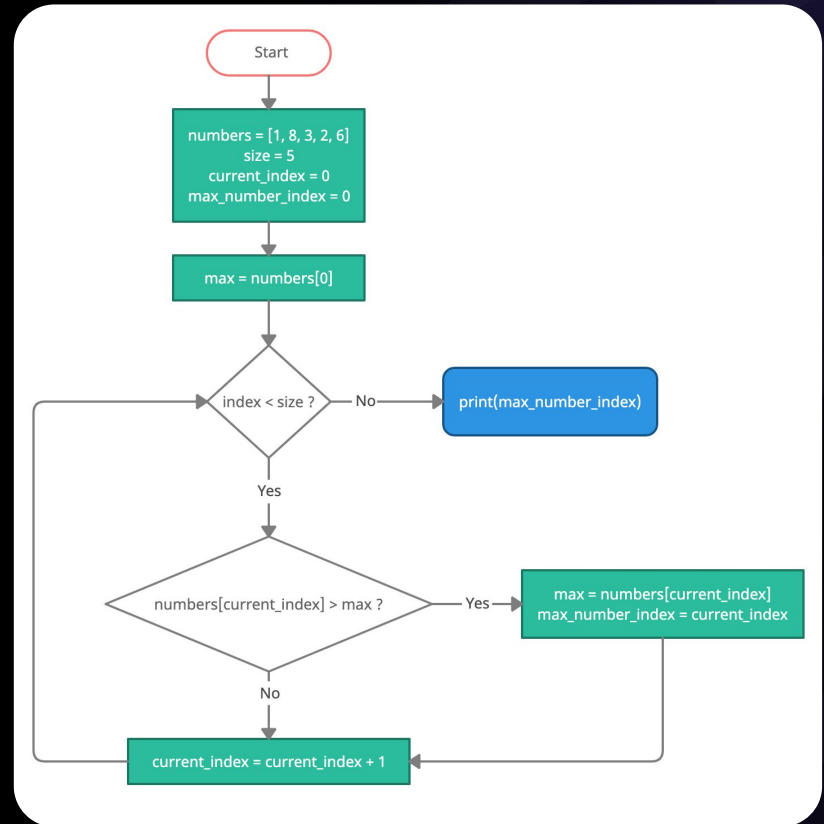 Start
numbers = [1, 8, 3, 2, 6]
size = 5
current_index = 0
max_number_index = 0
max = numbers[0]
index < size ?
No
print(max_number_index)
Yes
numbers[current_index] > max ?
Yes
max = numbers[current_index]
max_number_index = current_index
No
current_index = current_index + 1